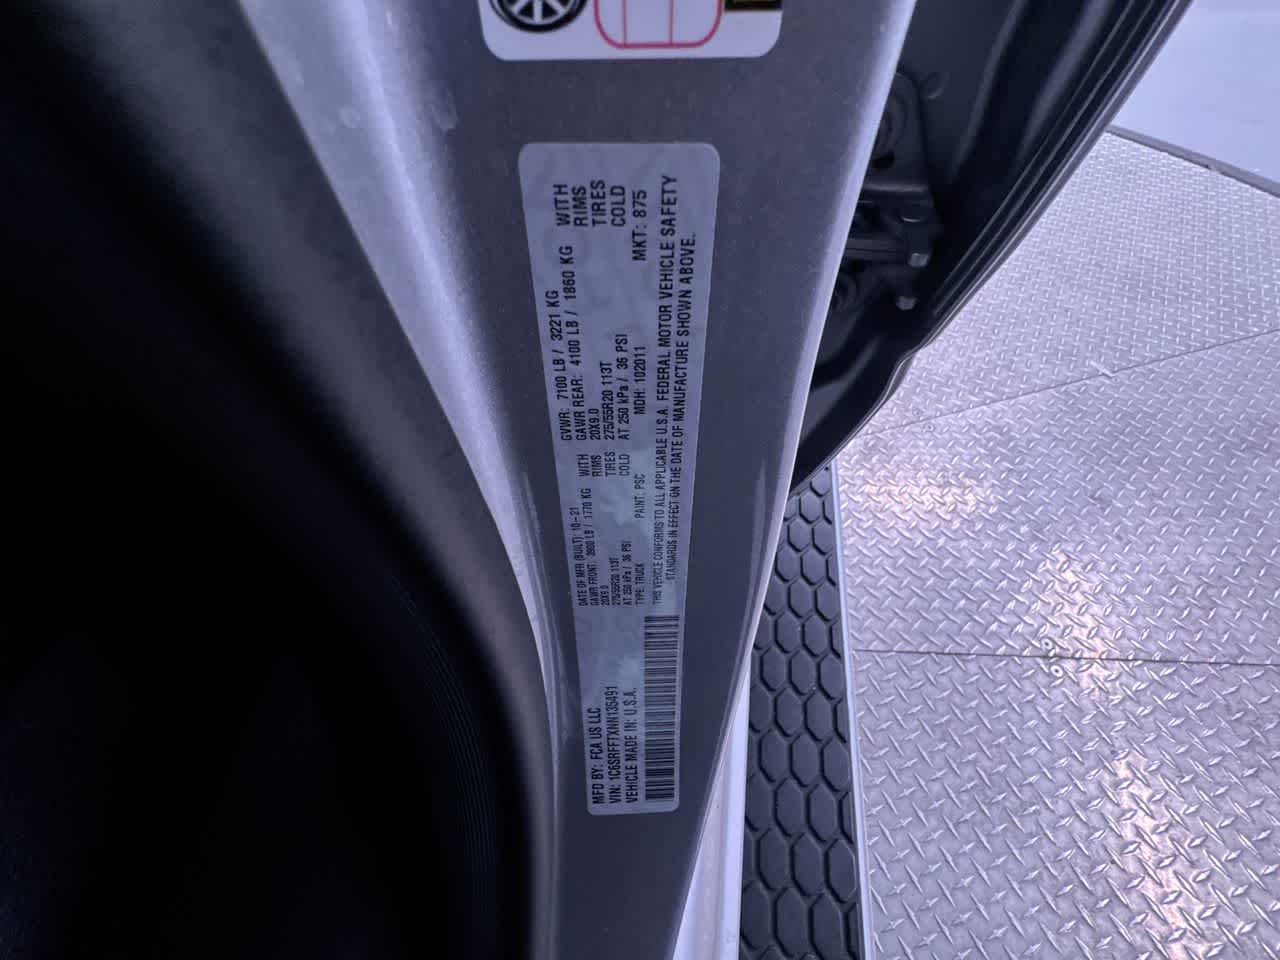 MFD BY: FCA US LLC
DATE OF MFR (BUILT): 10-21
GVWR: 7100 LB / 3221 KG
VIN: 1C6SRFFTXNN135491
GAWR FRONT: 3900 LB / 1770 KG WITH
20X9.0 RIMS
275/55R20 113T TIRES
AT 250 kPa / 36 PSI COLD
GAWR REAR: 4100 LB / 1860 KG WITH
20X9.0 RIMS
275/55R20 113T TIRES
AT 250 kPa / 36 PSI COLD
VEHICLE MADE IN: U.S.A.
TYPE: TRUCK PAINT: PSC MDH: 102011 MKT: 875
THIS VEHICLE CONFORMS TO ALL APPLICABLE U.S.A. FEDERAL MOTOR VEHICLE SAFETY
STANDARDS IN EFFECT ON THE DATE OF MANUFACTURE SHOWN ABOVE.